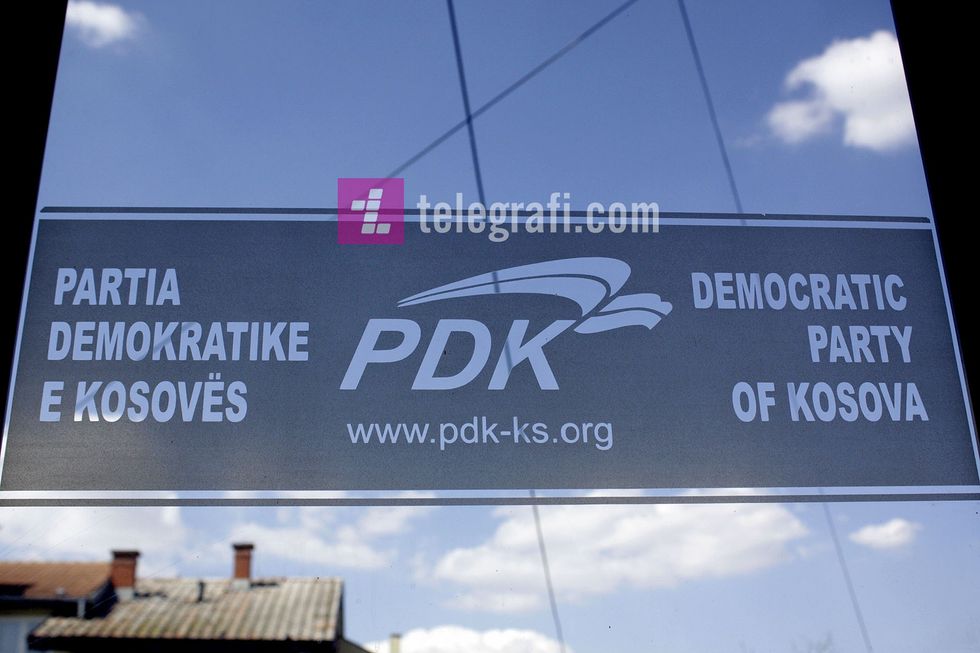 telegrafi.com
PARTIA
DEMOKRATIKE
E KOSOVËS
PDK
www.pdk-ks.org
DEMOCRATIC
PARTY
OF KOSOVA